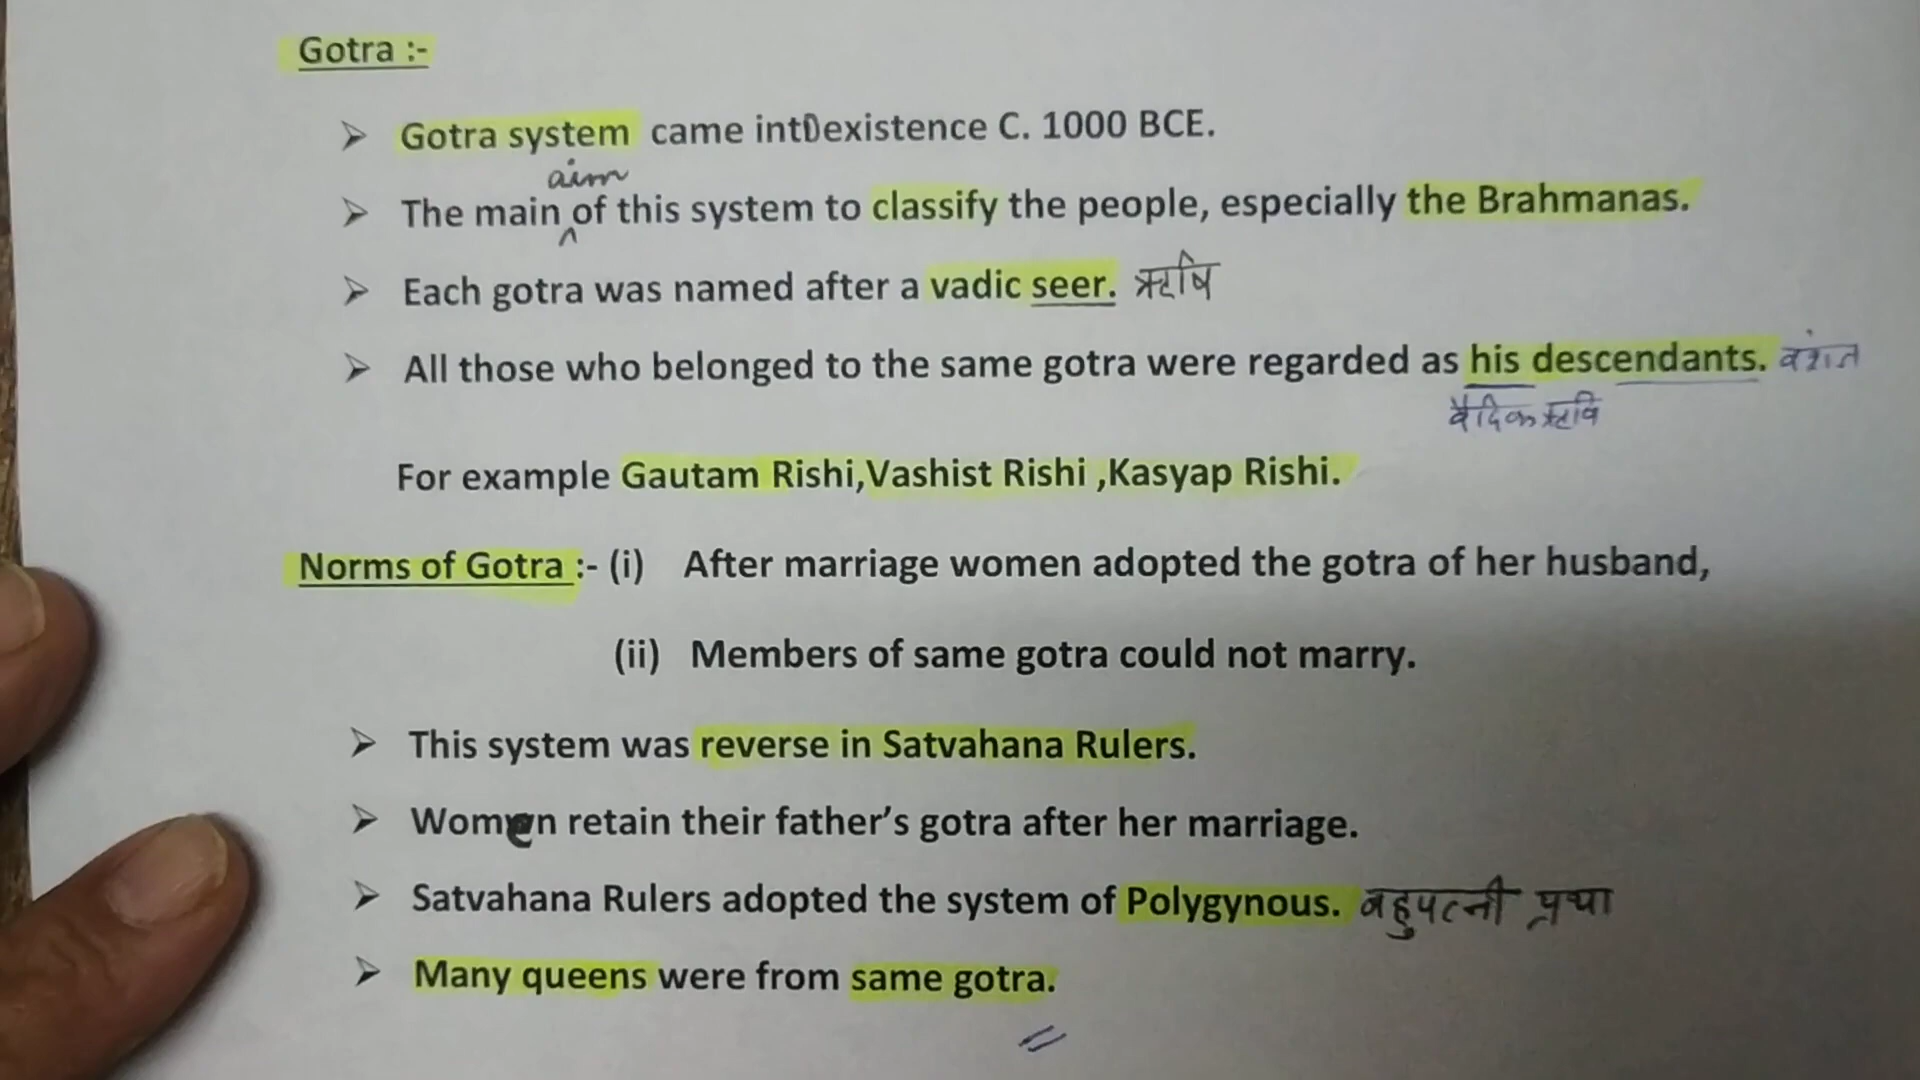 Gotra :-
➢ Gotra system came into existence C. 1000 BCE.
aim
➢ The main ^ of this system to classify the people, especially the Brahmanas.
➢ Each gotra was named after a vadic seer. ऋषि
➢ All those who belonged to the same gotra were regarded as his descendants. वंशज
वैदिक ऋषि
For example Gautam Rishi,Vashist Rishi ,Kasyap Rishi.
Norms of Gotra :- (i) After marriage women adopted the gotra of her husband,
(ii) Members of same gotra could not marry.
➢ This system was reverse in Satvahana Rulers.
➢ Women retain their father's gotra after her marriage.
➢ Satvahana Rulers adopted the system of Polygynous. बहुपत्नी प्रथा
➢ Many queens were from same gotra.